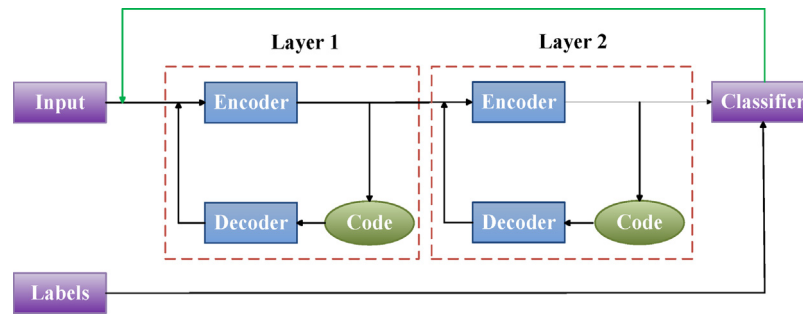 Layer 1
Layer 2
Input
Encoder
Encoder
Classifier
Decoder
Code
Decoder
Code
Labels